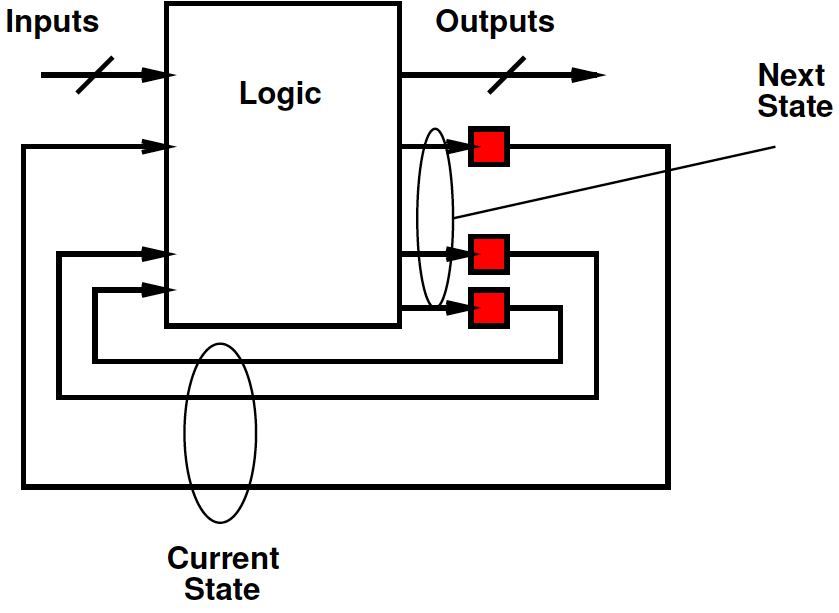 Inputs
Outputs
Logic
Next
State
Current
State